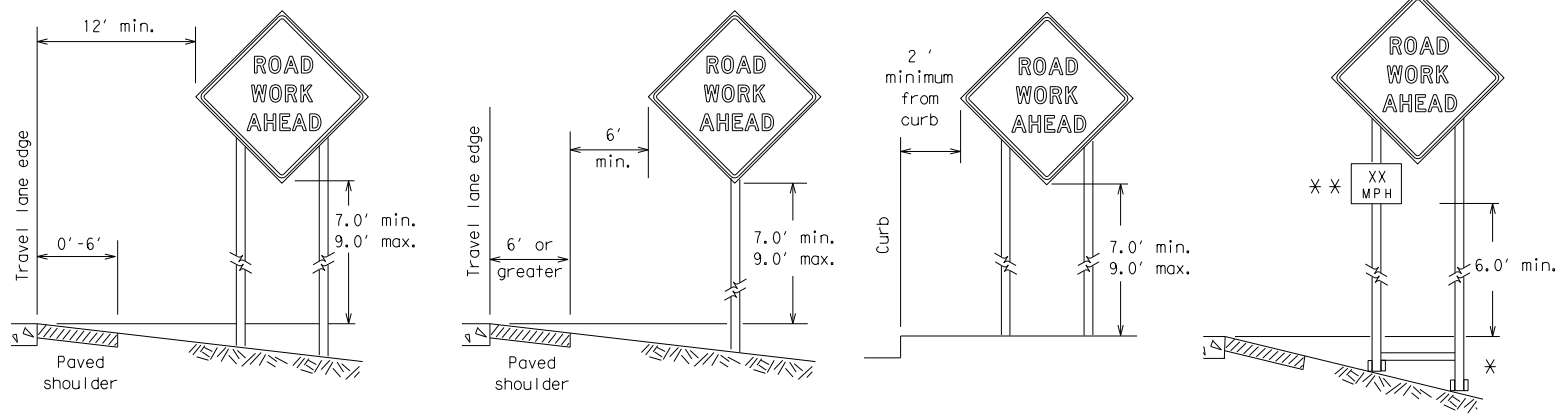 12' min.
ROAD
WORK
AHEAD
Travel lane edge
0'-6'
7.0' min.
9.0' max.
Paved
shoulder
ROAD
WORK
AHEAD
Travel lane edge
6'
min.
6' or
greater
7.0' min.
9.0' max.
Paved
shoulder
2 '
minimum
from
curb
ROAD
WORK
AHEAD
Curb
7.0' min.
9.0' max.
ROAD
WORK
AHEAD
* *
XX
MPH
6.0' min.
*